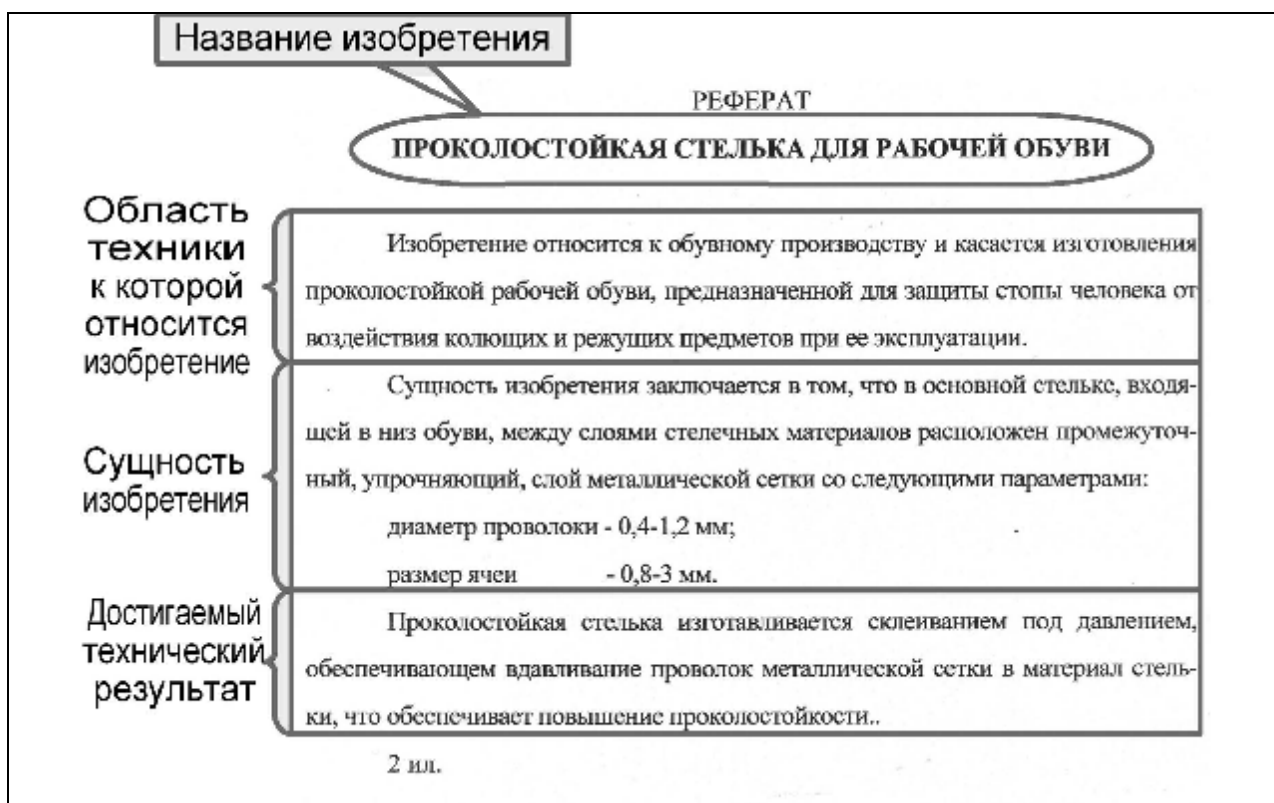 Название изобретения
РЕФЕРАТ
ПРОКОЛОСТОЙКАЯ СТЕЛЬКА ДЛЯ РАБОЧЕЙ ОБУВИ
Область
техники
к которой
относится
изобретение
Изобретение относится к обувному производству и касается изготовления
проколостойкой рабочей обуви, предназначенной для защиты стопы человека от
воздействия колющих и режуших предметов при ее эксплуатации.
Сущность
изобретения
Сущность изобретения заключается в том, что в основной стельке, входя-
щей в низ обуви, между слоями стелечных материалов расположен промежуточ-
ный, упрочняющий, слой металлической сетки со следующими параметрами:
диаметр проволоки - 0,4-1,2 мм;
размер ячеи - 0,8-3 мм.
Достигаемый
технический
результат
Проколостойкая стелька изготавливается склеиванием под давлением,
обеспечивающем вдавливание проволок металлической сетки в материал стель-
ки, что обеспечивает повышение проколостойкости..
2 ил.